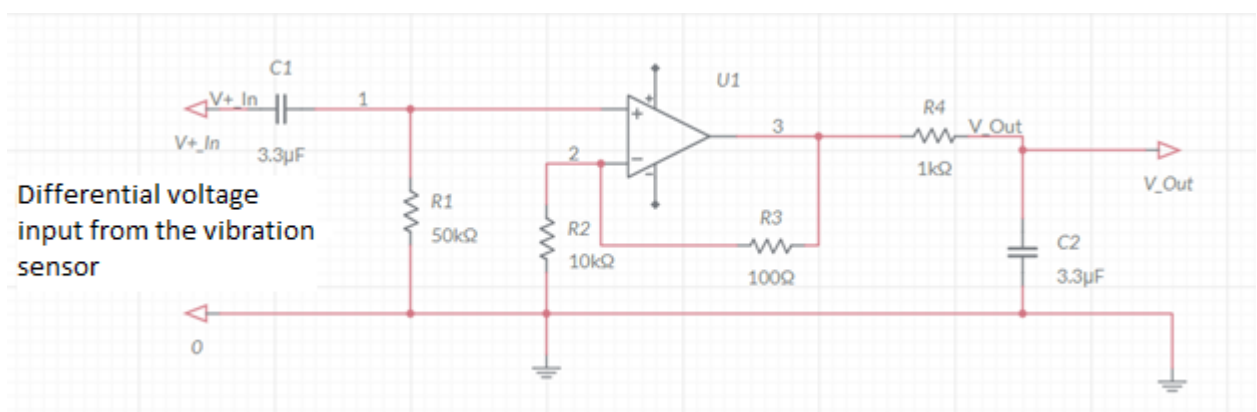 C1
V+_In
1
V+_In
3.3µF
U1
+
+
−
-
2
3
R4
V_Out
1kΩ
V_Out
Differential voltage
input from the vibration
sensor
R1
50kΩ
R2
10kΩ
R3
100Ω
C2
3.3µF
0